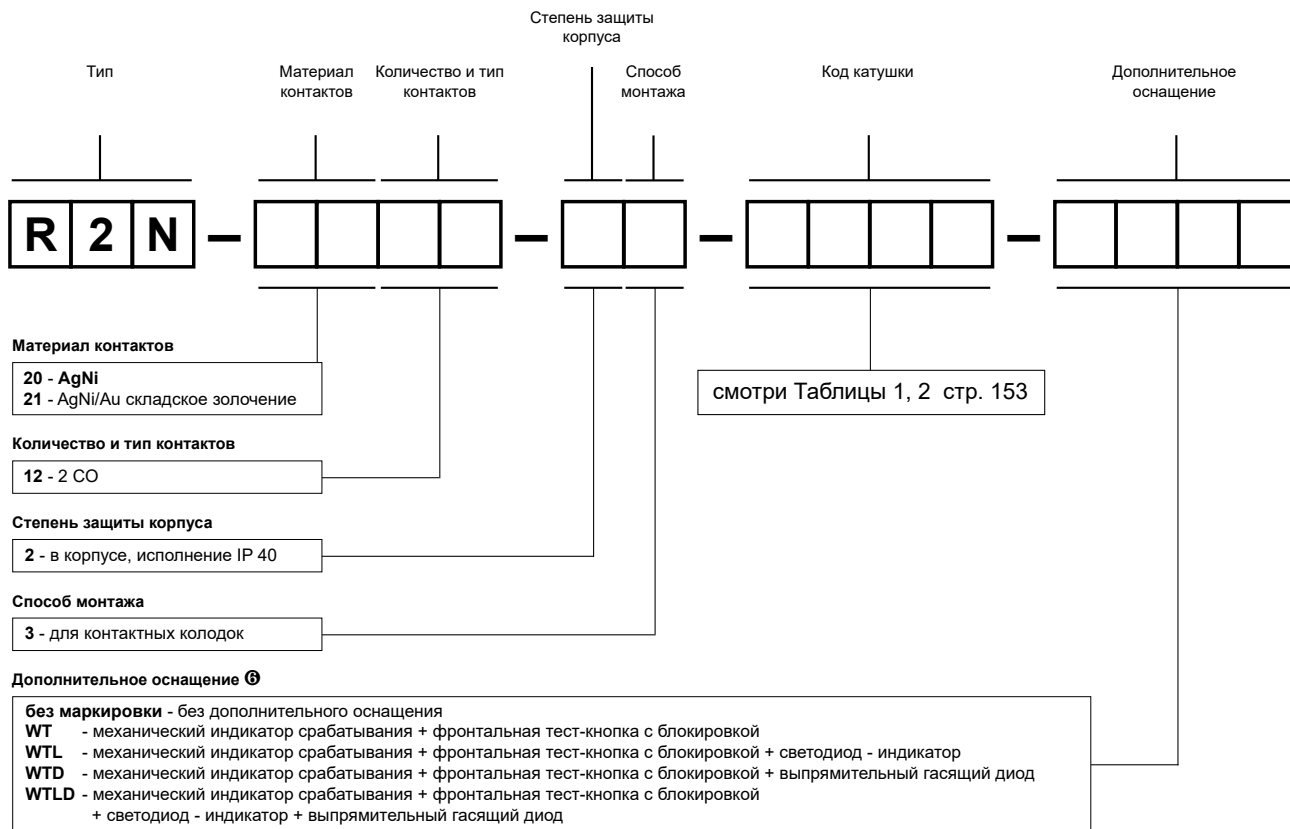 Степень защиты
корпуса
Тип
Материал
контактов
Количество и тип
контактов
Способ
монтажа
Код катушки
Дополнительное
оснащение
R 2 N – – – –
Материал контактов
20 - AgNi
21 - AgNi/Au складское золочение
смотри Таблицы 1, 2 стр. 153
Количество и тип контактов
12 - 2 CO
Степень защиты корпуса
2 - в корпусе, исполнение IP 40
Способ монтажа
3 - для контактных колодок
Дополнительное оснащение ❻
без маркировки - без дополнительного оснащения
WT - механический индикатор срабатывания + фронтальная тест-кнопка с блокировкой
WTL - механический индикатор срабатывания + фронтальная тест-кнопка с блокировкой + светодиод - индикатор
WTD - механический индикатор срабатывания + фронтальная тест-кнопка с блокировкой + выпрямительный гасящий диод
WTLD - механический индикатор срабатывания + фронтальная тест-кнопка с блокировкой
+ светодиод - индикатор + выпрямительный гасящий диод